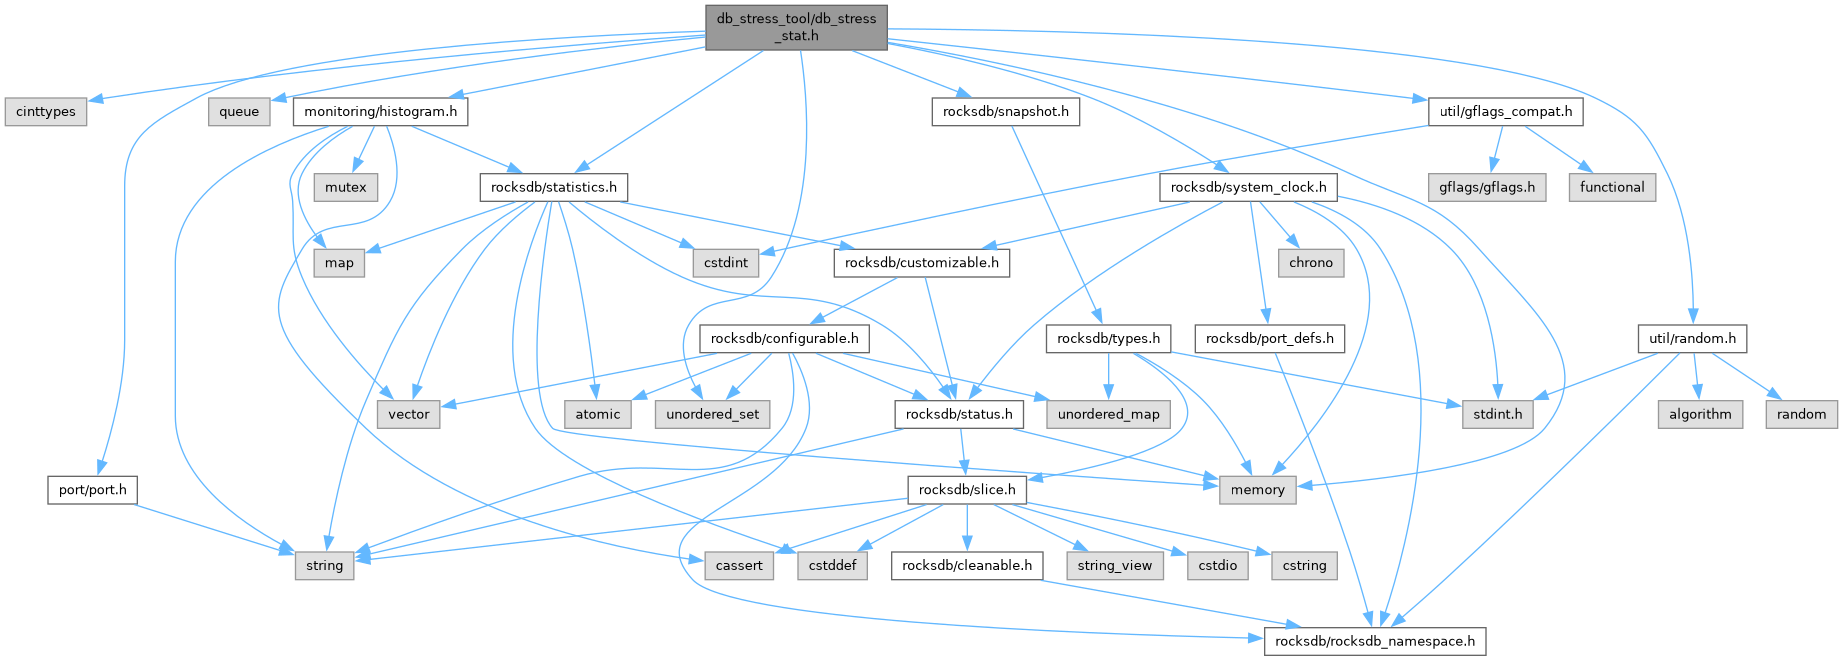 db_stress_tool/db_stress
_stat.h
cinttypes
queue
monitoring/histogram.h
rocksdb/snapshot.h
util/gflags_compat.h
mutex
rocksdb/statistics.h
rocksdb/system_clock.h
gflags/gflags.h
functional
map
cstdint
rocksdb/customizable.h
chrono
rocksdb/configurable.h
rocksdb/types.h
rocksdb/port_defs.h
util/random.h
vector
atomic
unordered_set
rocksdb/status.h
unordered_map
stdint.h
algorithm
random
port/port.h
rocksdb/slice.h
memory
string
cassert
cstddef
rocksdb/cleanable.h
string_view
cstdio
cstring
rocksdb/rocksdb_namespace.h